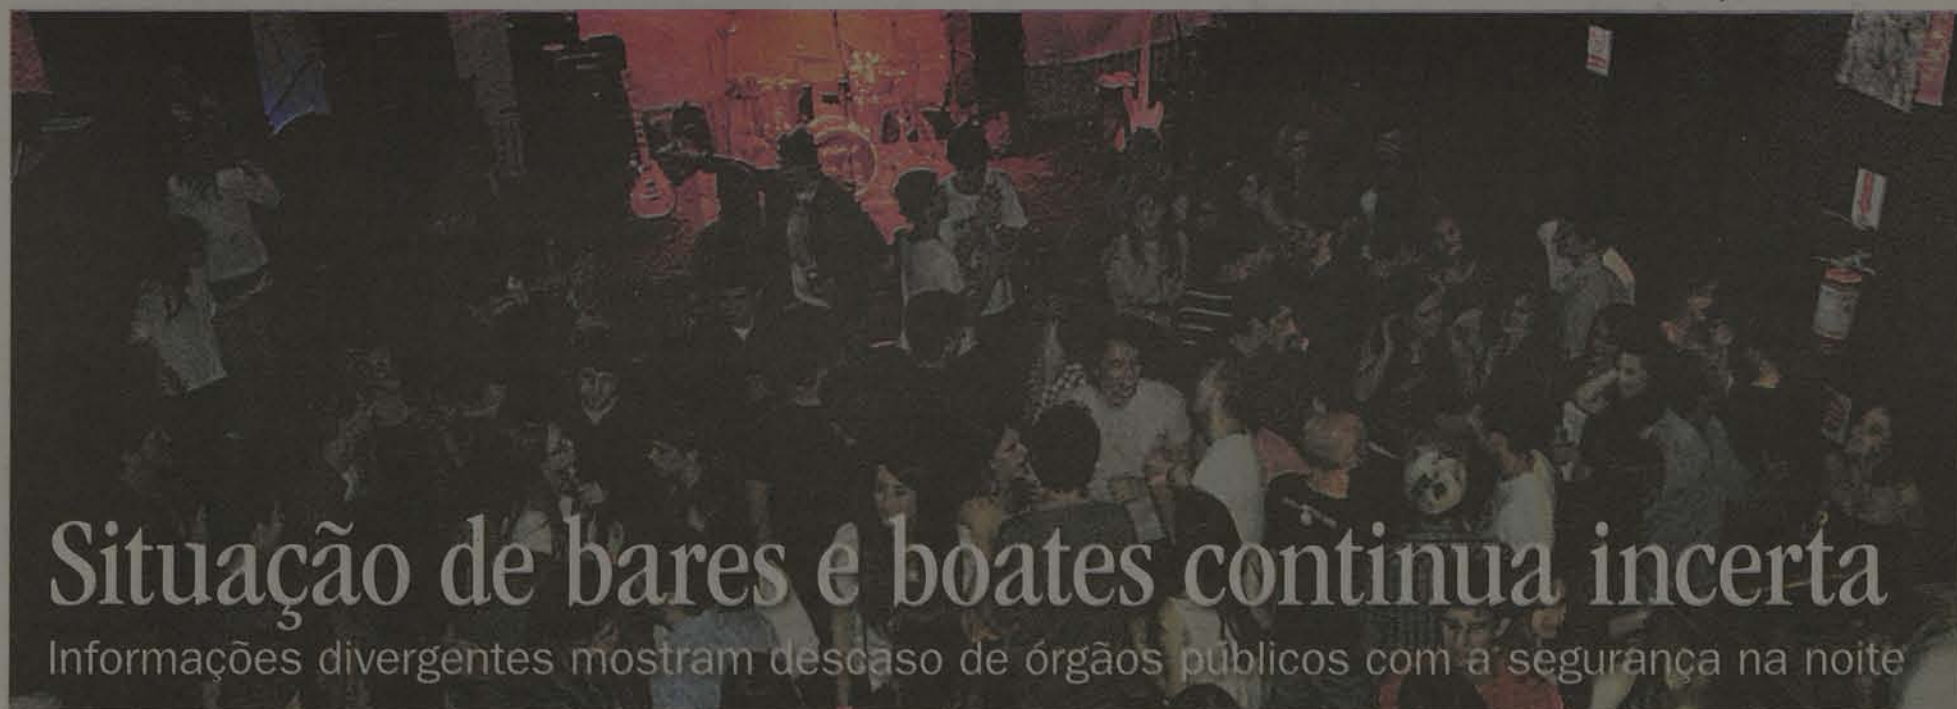 Situação de bares e boates continua incerta
Informações divergentes mostram descaso de órgãos públicos com a segurança na noite